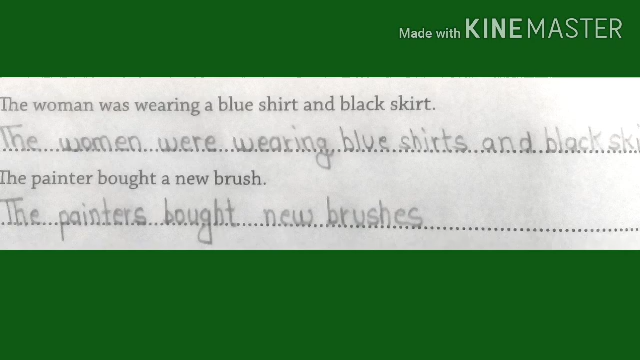 Made with KINEMASTER
The woman was wearing a blue shirt and black skirt.
The women were wearing blue shirts and black
The painter bought a new brush.
The painters bought new brushes